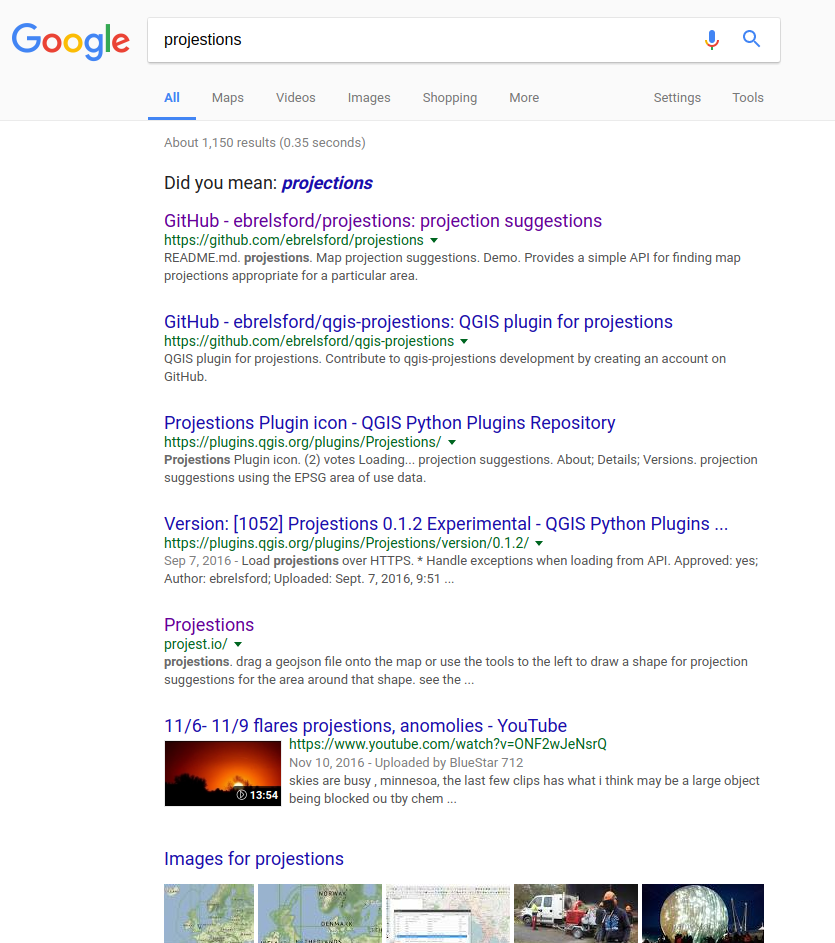 Google
projestions
All Maps Videos Images Shopping More Settings Tools
About 1,150 results (0.35 seconds)
Did you mean: projections
GitHub - ebrelsford/projestions: projection suggestions
https://github.com/ebrelsford/projestions
README.md. projestions. Map projection suggestions. Demo. Provides a simple API for finding map
projections appropriate for a particular area.
GitHub - ebrelsford/qgis-projestions: QGIS plugin for projestions
https://github.com/ebrelsford/qgis-projestions
QGIS plugin for projestions. Contribute to qgis-projestions development by creating an account on
GitHub.
Projestions Plugin icon - QGIS Python Plugins Repository
https://plugins.qgis.org/plugins/Projestions/
Projestions Plugin icon. (2) votes Loading... projection suggestions. About; Details; Versions. projection
suggestions using the EPSG area of use data.
Version: [1052] Projestions 0.1.2 Experimental - QGIS Python Plugins ...
https://plugins.qgis.org/plugins/Projestions/version/0.1.2/
Sep 7, 2016 - Load projestions over HTTPS. * Handle exceptions when loading from API. Approved: yes;
Author: ebrelsford; Uploaded: Sept. 7, 2016, 9:51 ...
Projestions
projest.io/
projestions. drag a geojson file onto the map or use the tools to the left to draw a shape for projection
suggestions for the area around that shape. see the ...
11/6- 11/9 flares projestions, anomolies - YouTube
https://www.youtube.com/watch?v=ONF2wJeNsrQ
Nov 10, 2016 - Uploaded by BlueStar 712
skies are busy , minnesoa, the last few clips has what i think may be a large object
being blocked ou tby chem ...
13:54
Images for projestions
NORWAY
DENMARK
NETHERLANDS